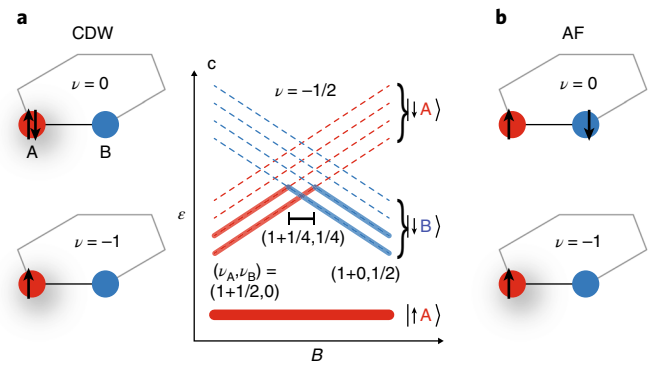 a
CDW
ν = 0
A
B
ν = −1
c
ν = −1/2
|↓A⟩
ε
(1+1/4,1/4)
|↓B⟩
(νA,νB) =
(1+1/2,0)
(1+0,1/2)
|↑A⟩
B
b
AF
ν = 0
ν = −1